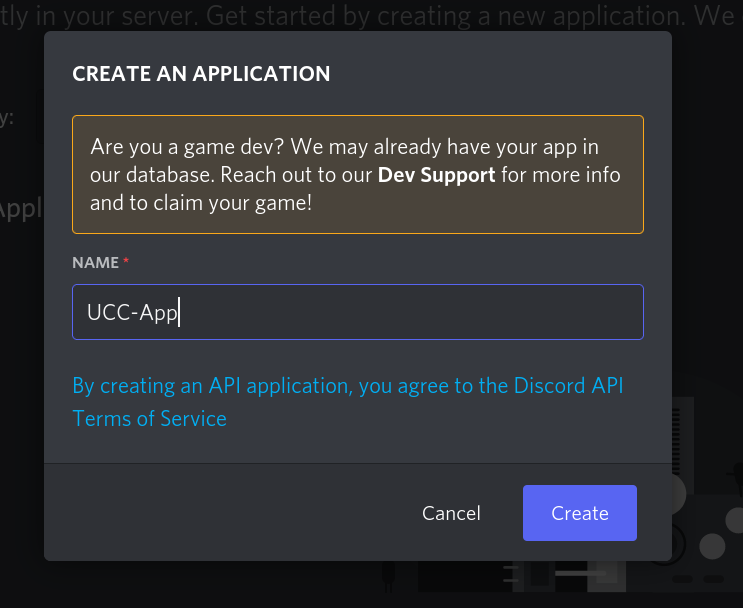 tly in your server. Get started by creating a new application. We
CREATE AN APPLICATION
y:
Are you a game dev? We may already have your app in
our database. Reach out to our Dev Support for more info
and to claim your game!
Appl
NAME *
UCC-App
By creating an API application, you agree to the Discord API
Terms of Service
Cancel
Create